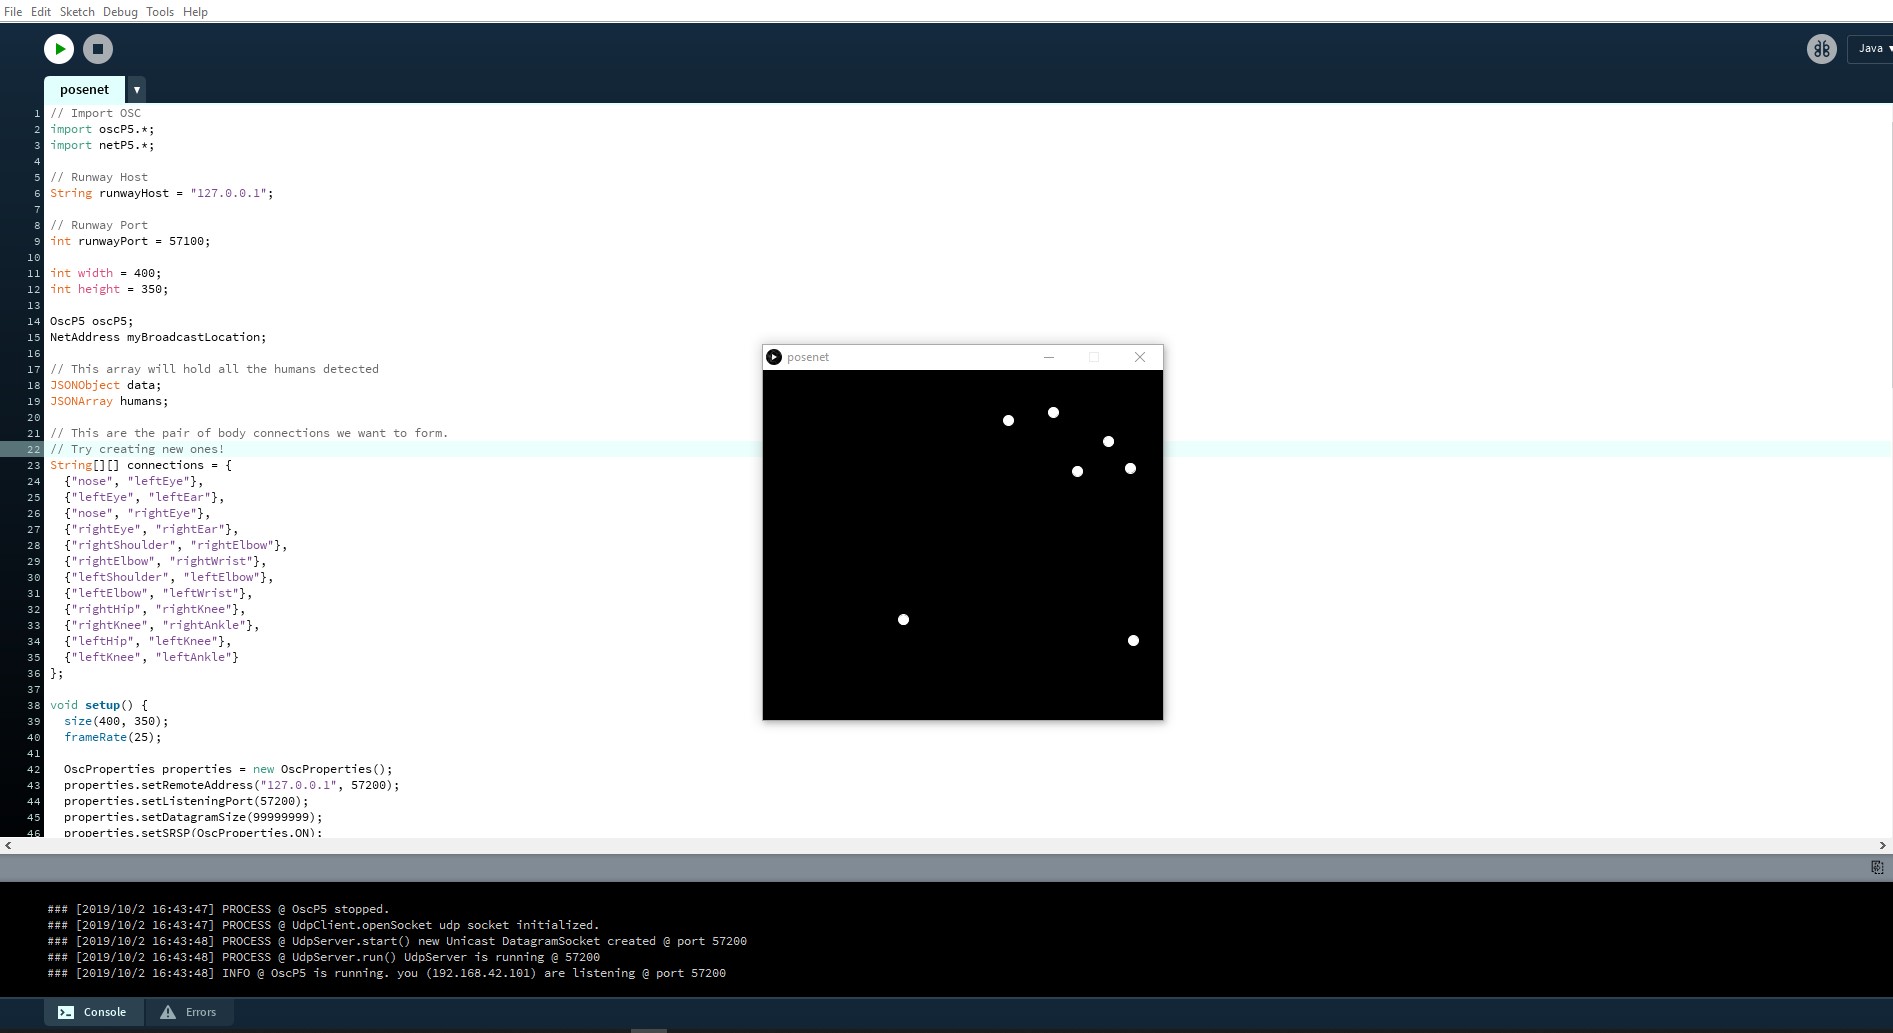 File Edit Sketch Debug Tools Help
Java
posenet
1 // Import OSC
2 import oscP5.*;
3 import netP5.*;
4
5 // Runway Host
6 String runwayHost = "127.0.0.1";
7
8 // Runway Port
9 int runwayPort = 57100;
10
11 int width = 400;
12 int height = 350;
13
14 OscP5 oscP5;
15 NetAddress myBroadcastLocation;
16
17 // This array will hold all the humans detected
18 JSONObject data;
19 JSONArray humans;
20
21 // This are the pair of body connections we want to form.
22 // Try creating new ones!
23 String[][] connections = {
24 {"nose", "leftEye"},
25 {"leftEye", "leftEar"},
26 {"nose", "rightEye"},
27 {"rightEye", "rightEar"},
28 {"rightShoulder", "rightElbow"},
29 {"rightElbow", "rightWrist"},
30 {"leftShoulder", "leftElbow"},
31 {"leftElbow", "leftWrist"},
32 {"rightHip", "rightKnee"},
33 {"rightKnee", "rightAnkle"},
34 {"leftHip", "leftKnee"},
35 {"leftKnee", "leftAnkle"}
36 };
37
38 void setup() {
39 size(400, 350);
40 frameRate(25);
41
42 OscProperties properties = new OscProperties();
43 properties.setRemoteAddress("127.0.0.1", 57200);
44 properties.setListeningPort(57200);
45 properties.setDatagramSize(99999999);
46 properties.setSRSP(OscProperties.ON);
posenet
### [2019/10/2 16:43:47] PROCESS @ OscP5 stopped.
### [2019/10/2 16:43:47] PROCESS @ UdpClient.openSocket udp socket initialized.
### [2019/10/2 16:43:48] PROCESS @ UdpServer.start() new Unicast DatagramSocket created @ port 57200
### [2019/10/2 16:43:48] PROCESS @ UdpServer.run() UdpServer is running @ 57200
### [2019/10/2 16:43:48] INFO @ OscP5 is running. you (192.168.42.101) are listening @ port 57200
Console Errors